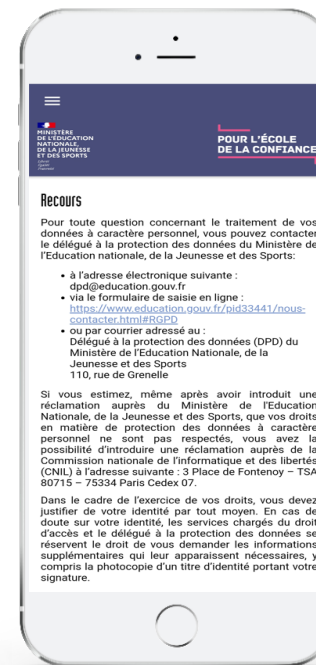 MINISTÈRE
DE L'ÉDUCATION
NATIONALE,
DE LA JEUNESSE
ET DES SPORTS
POUR L'ÉCOLE
DE LA CONFIANCE
Recours
Pour toute question concernant le traitement de vos
données à caractère personnel, vous pouvez contacter
le délégué à la protection des données du Ministère de
l'Éducation nationale, de la Jeunesse et des Sports:
• à l'adresse électronique suivante :
dpd@education.gouv.fr
• via le formulaire de saisie en ligne :
https://www.education.gouv.fr/pid33441/nous-
contacter.html#RGPD
• ou par courrier adressé au :
Délégué à la protection des données (DPD) du
Ministère de l'Education Nationale, de la
Jeunesse et des Sports
110, rue de Grenelle
Si vous estimez, même après avoir introduit une
réclamation auprès du Ministère de l'Education
Nationale, de la Jeunesse et des Sports, que vos droits
en matière de protection des données à caractère
personnel ne sont pas respectés, vous avez la
possibilité d'introduire une réclamation auprès de la
Commission nationale de l'informatique et des libertés
(CNIL) à l'adresse suivante : 3 Place de Fontenoy – TSA
80715 – 75334 Paris Cedex 07.
Dans le cadre de l'exercice de vos droits, vous devez
justifier de votre identité par tout moyen. En cas de
doute sur votre identité, les services chargés du droit
d'accès et le délégué à la protection des données se
réservent le droit de vous demander les informations
supplémentaires qui leur apparaissent nécessaires, y
compris la photocopie d'un titre d'identité portant votre
signature.